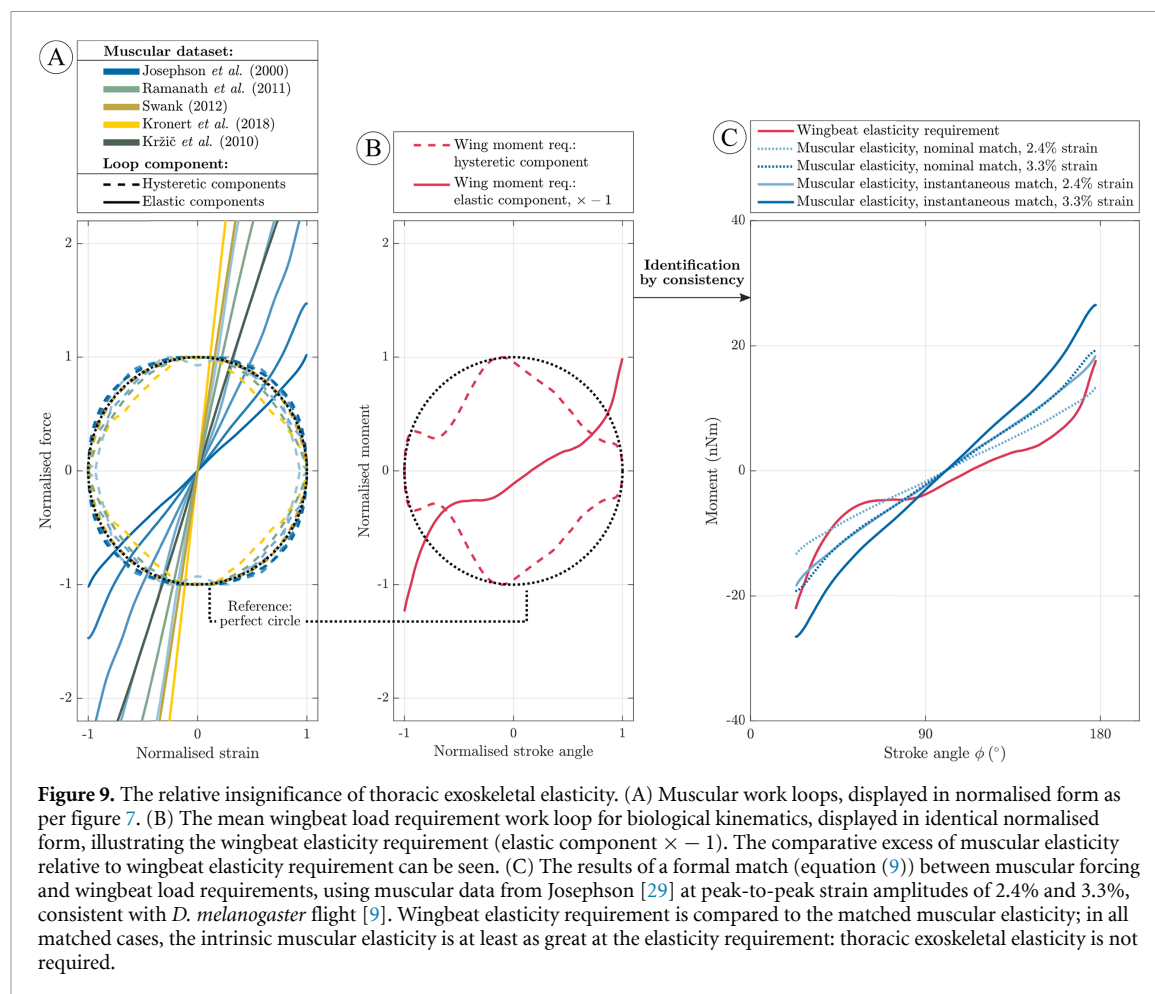 A
Muscular dataset:
Josephson et al. (2000)
Ramanath et al. (2011)
Swank (2012)
Kronert et al. (2018)
Kržič et al. (2010)
Loop component:
Hysteretic components
Elastic components
2
1
0
-1
-2
Normalised force
-1
0
1
Normalised strain
B
Wing moment req.:
hysteretic component
Wing moment req.:
elastic component, × − 1
2
1
0
-1
-2
Normalised moment
-1
0
1
Normalised stroke angle
Reference:
perfect circle
Identification
by consistency
C
Wingbeat elasticity requirement
Muscular elasticity, nominal match, 2.4% strain
Muscular elasticity, nominal match, 3.3% strain
Muscular elasticity, instantaneous match, 2.4% strain
Muscular elasticity, instantaneous match, 3.3% strain
40
20
0
-20
-40
Moment (nNm)
0
90
180
Stroke angle ϕ (°)
Figure 9. The relative insignificance of thoracic exoskeletal elasticity. (A) Muscular work loops, displayed in normalised form as
per figure 7. (B) The mean wingbeat load requirement work loop for biological kinematics, displayed in identical normalised
form, illustrating the wingbeat elasticity requirement (elastic component × − 1). The comparative excess of muscular elasticity
relative to wingbeat elasticity requirement can be seen. (C) The results of a formal match (equation (9)) between muscular forcing
and wingbeat load requirements, using muscular data from Josephson [29] at peak-to-peak strain amplitudes of 2.4% and 3.3%,
consistent with D. melanogaster flight [9]. Wingbeat elasticity requirement is compared to the matched muscular elasticity; in all
matched cases, the intrinsic muscular elasticity is at least as great at the elasticity requirement: thoracic exoskeletal elasticity is not
required.